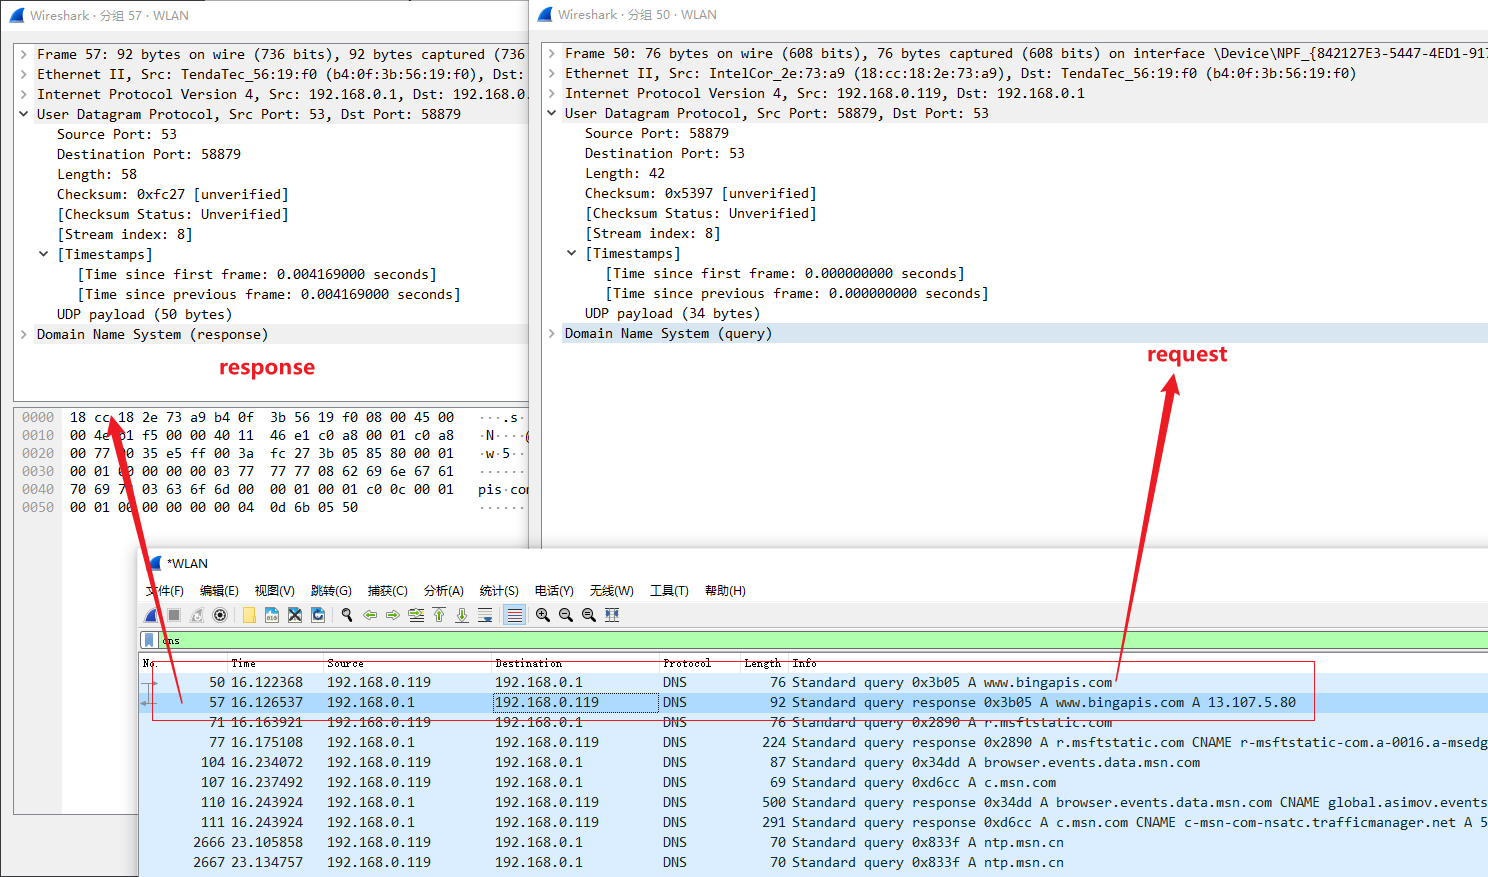 Wireshark · 分组 57 · WLAN
Frame 57: 92 bytes on wire (736 bits), 92 bytes captured (736
Ethernet II, Src: TendaTec_56:19:f0 (b4:0f:3b:56:19:f0), Dst:
Internet Protocol Version 4, Src: 192.168.0.1, Dst: 192.168.0.
User Datagram Protocol, Src Port: 53, Dst Port: 58879
Source Port: 53
Destination Port: 58879
Length: 58
Checksum: 0xfc27 [unverified]
[Checksum Status: Unverified]
[Stream index: 8]
[Timestamps]
[Time since first frame: 0.004169000 seconds]
[Time since previous frame: 0.004169000 seconds]
UDP payload (50 bytes)
Domain Name System (response)
response
0000 18 cc 18 2e 73 a9 b4 0f 3b 56 19 f0 08 00 45 00 ···.s·
0010 00 4e b1 f5 00 00 40 11 46 e1 c0 a8 00 01 c0 a8 ·N····@
0020 00 77 00 35 e5 ff 00 3a fc 27 3b 05 85 80 00 01 ·w·5··
0030 00 01 00 00 00 00 03 77 77 77 08 62 69 6e 67 61 ······
0040 70 69 73 03 63 6f 6d 00 00 01 00 01 c0 0c 00 01 pis·com
0050 00 01 00 00 00 00 00 04 0d 6b 05 50 ······
Wireshark · 分组 50 · WLAN
Frame 50: 76 bytes on wire (608 bits), 76 bytes captured (608 bits) on interface \Device\NPF_{842127E3-5447-4ED1-917
Ethernet II, Src: IntelCor_2e:73:a9 (18:cc:18:2e:73:a9), Dst: TendaTec_56:19:f0 (b4:0f:3b:56:19:f0)
Internet Protocol Version 4, Src: 192.168.0.119, Dst: 192.168.0.1
User Datagram Protocol, Src Port: 58879, Dst Port: 53
Source Port: 58879
Destination Port: 53
Length: 42
Checksum: 0x5397 [unverified]
[Checksum Status: Unverified]
[Stream index: 8]
[Timestamps]
[Time since first frame: 0.000000000 seconds]
[Time since previous frame: 0.000000000 seconds]
UDP payload (34 bytes)
Domain Name System (query)
request
*WLAN
文件(F) 编辑(E) 视图(V) 跳转(G) 捕获(C) 分析(A) 统计(S) 电话(Y) 无线(W) 工具(T) 帮助(H)
dns
No. Time Source Destination Protocol Length Info
50 16.122368 192.168.0.119 192.168.0.1 DNS 76 Standard query 0x3b05 A www.bingapis.com
57 16.126537 192.168.0.1 192.168.0.119 DNS 92 Standard query response 0x3b05 A www.bingapis.com A 13.107.5.80
71 16.163921 192.168.0.119 192.168.0.1 DNS 76 Standard query 0x2890 A r.msftstatic.com
77 16.175108 192.168.0.1 192.168.0.119 DNS 224 Standard query response 0x2890 A r.msftstatic.com CNAME r-msftstatic-com.a-0016.a-msedg
104 16.234072 192.168.0.119 192.168.0.1 DNS 87 Standard query 0x34dd A browser.events.data.msn.com
107 16.237492 192.168.0.119 192.168.0.1 DNS 69 Standard query 0xd6cc A c.msn.com
110 16.243924 192.168.0.1 192.168.0.119 DNS 500 Standard query response 0x34dd A browser.events.data.msn.com CNAME global.asimov.events
111 16.243924 192.168.0.1 192.168.0.119 DNS 291 Standard query response 0xd6cc A c.msn.com CNAME c-msn-com-nsatc.trafficmanager.net A 5
2666 23.105858 192.168.0.119 192.168.0.1 DNS 70 Standard query 0x833f A ntp.msn.cn
2667 23.134757 192.168.0.119 192.168.0.1 DNS 70 Standard query 0x833f A ntp.msn.cn